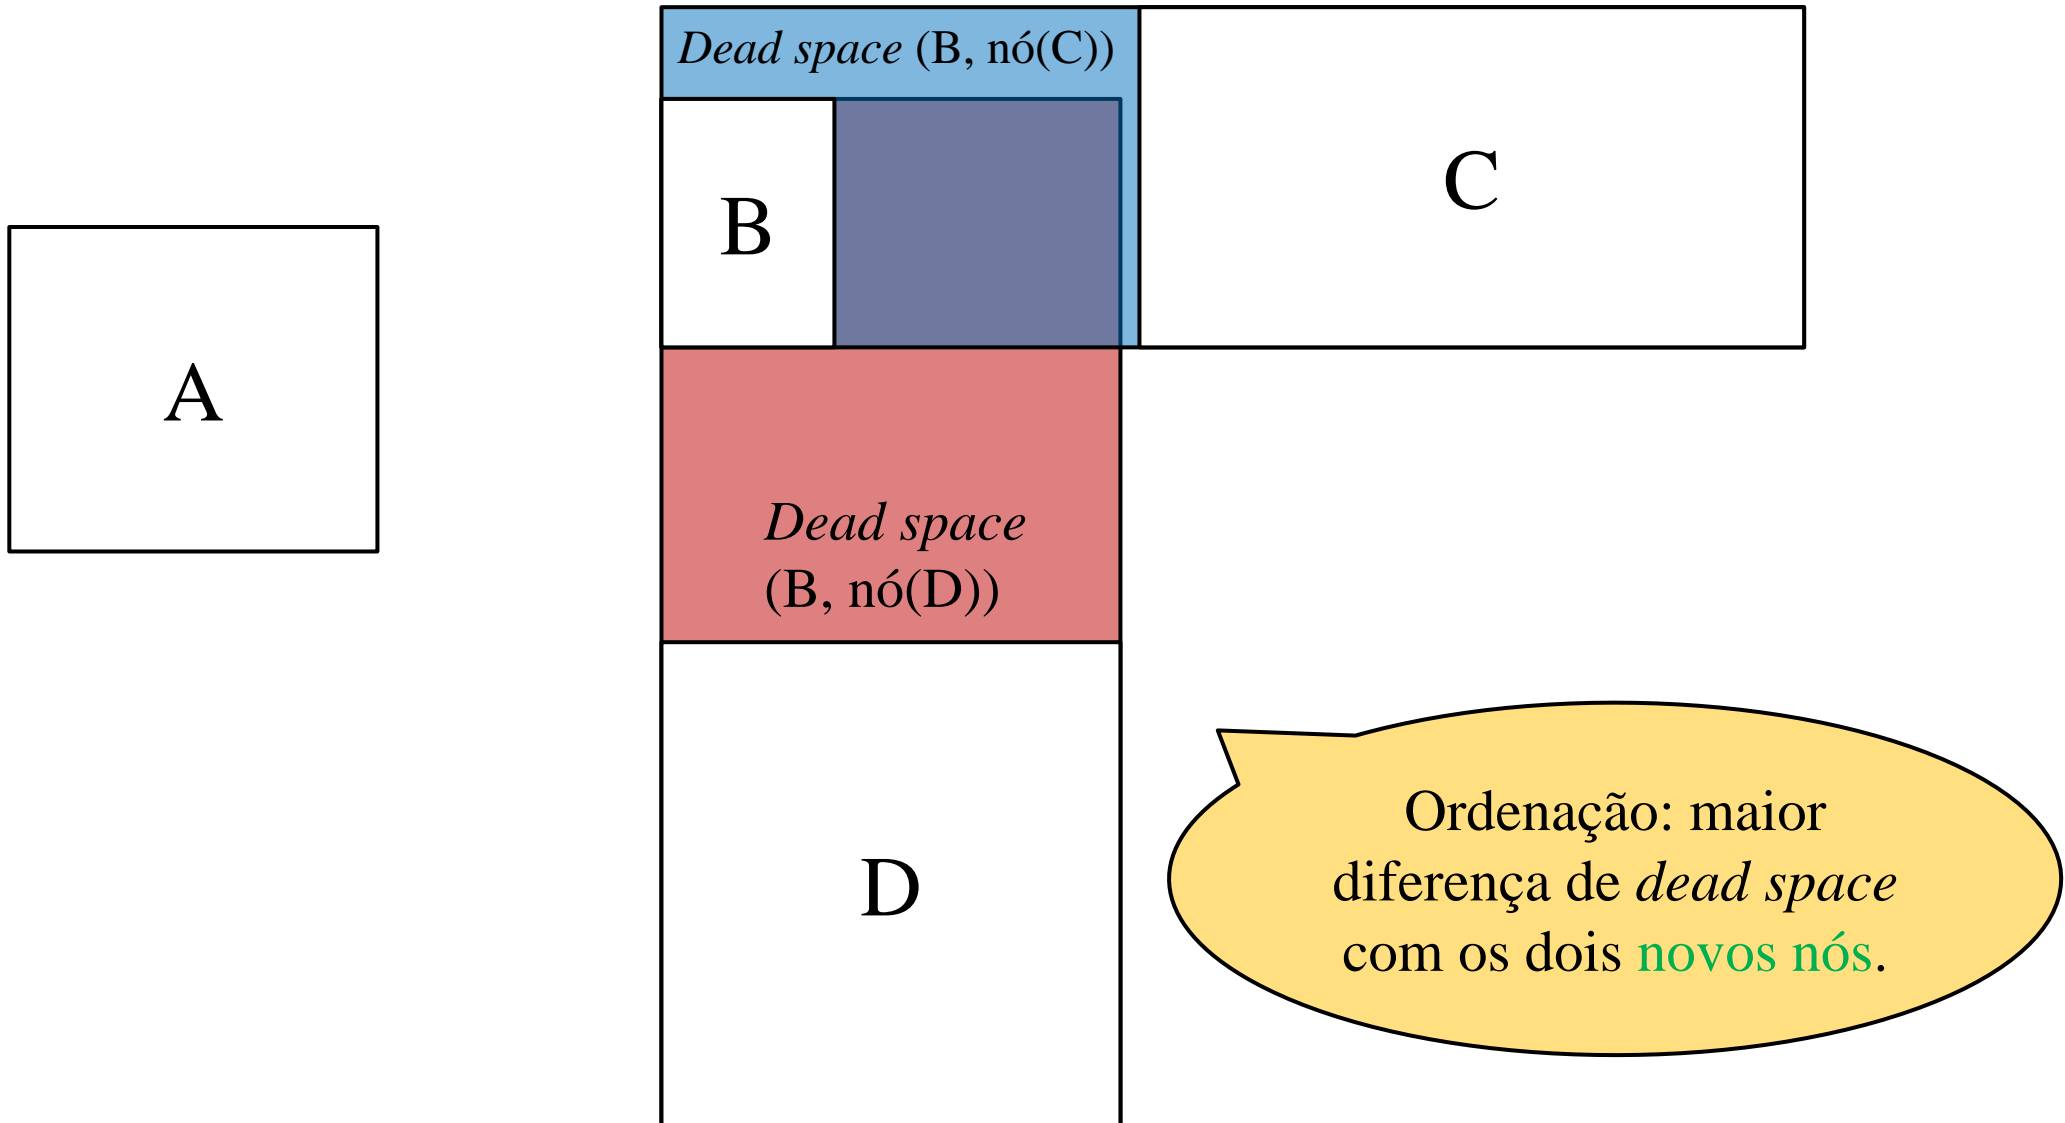 Dead space (B, nó(C))
B
C
A
Dead space
(B, nó(D))
D
Ordenação: maior
diferença de dead space
com os dois novos nós.